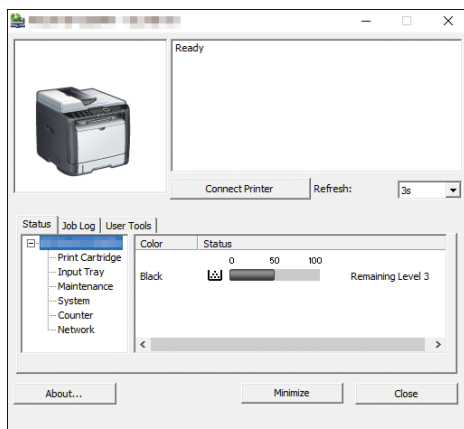 Ready
Connect Printer
Refresh:
3s
Status
Job Log
User Tools
Color
Status
Print Cartridge
Input Tray
Maintenance
System
Counter
Network
0 50 100
Black
Remaining Level 3
About...
Minimize
Close